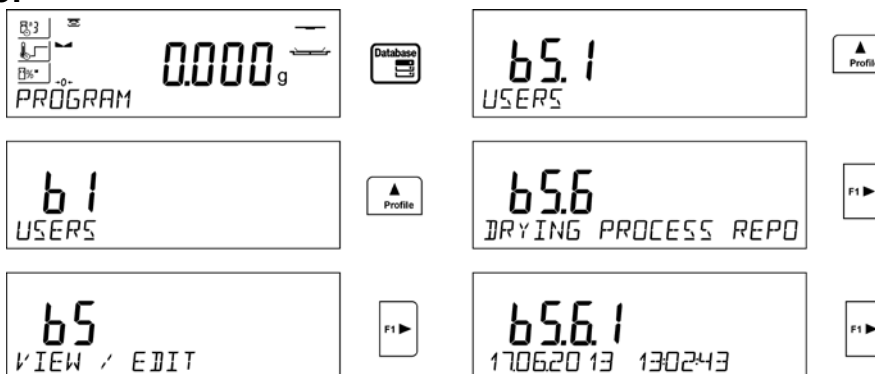 0.000 g
PROGRAM
Database
b1
USERS
Profile
b5
VIEW / EDIT
F1
b5.1
USERS
Profile
b5.6
DRYING PROCESS REPO
F1
b5.6.1
17.06.2013 13:02:43
F1